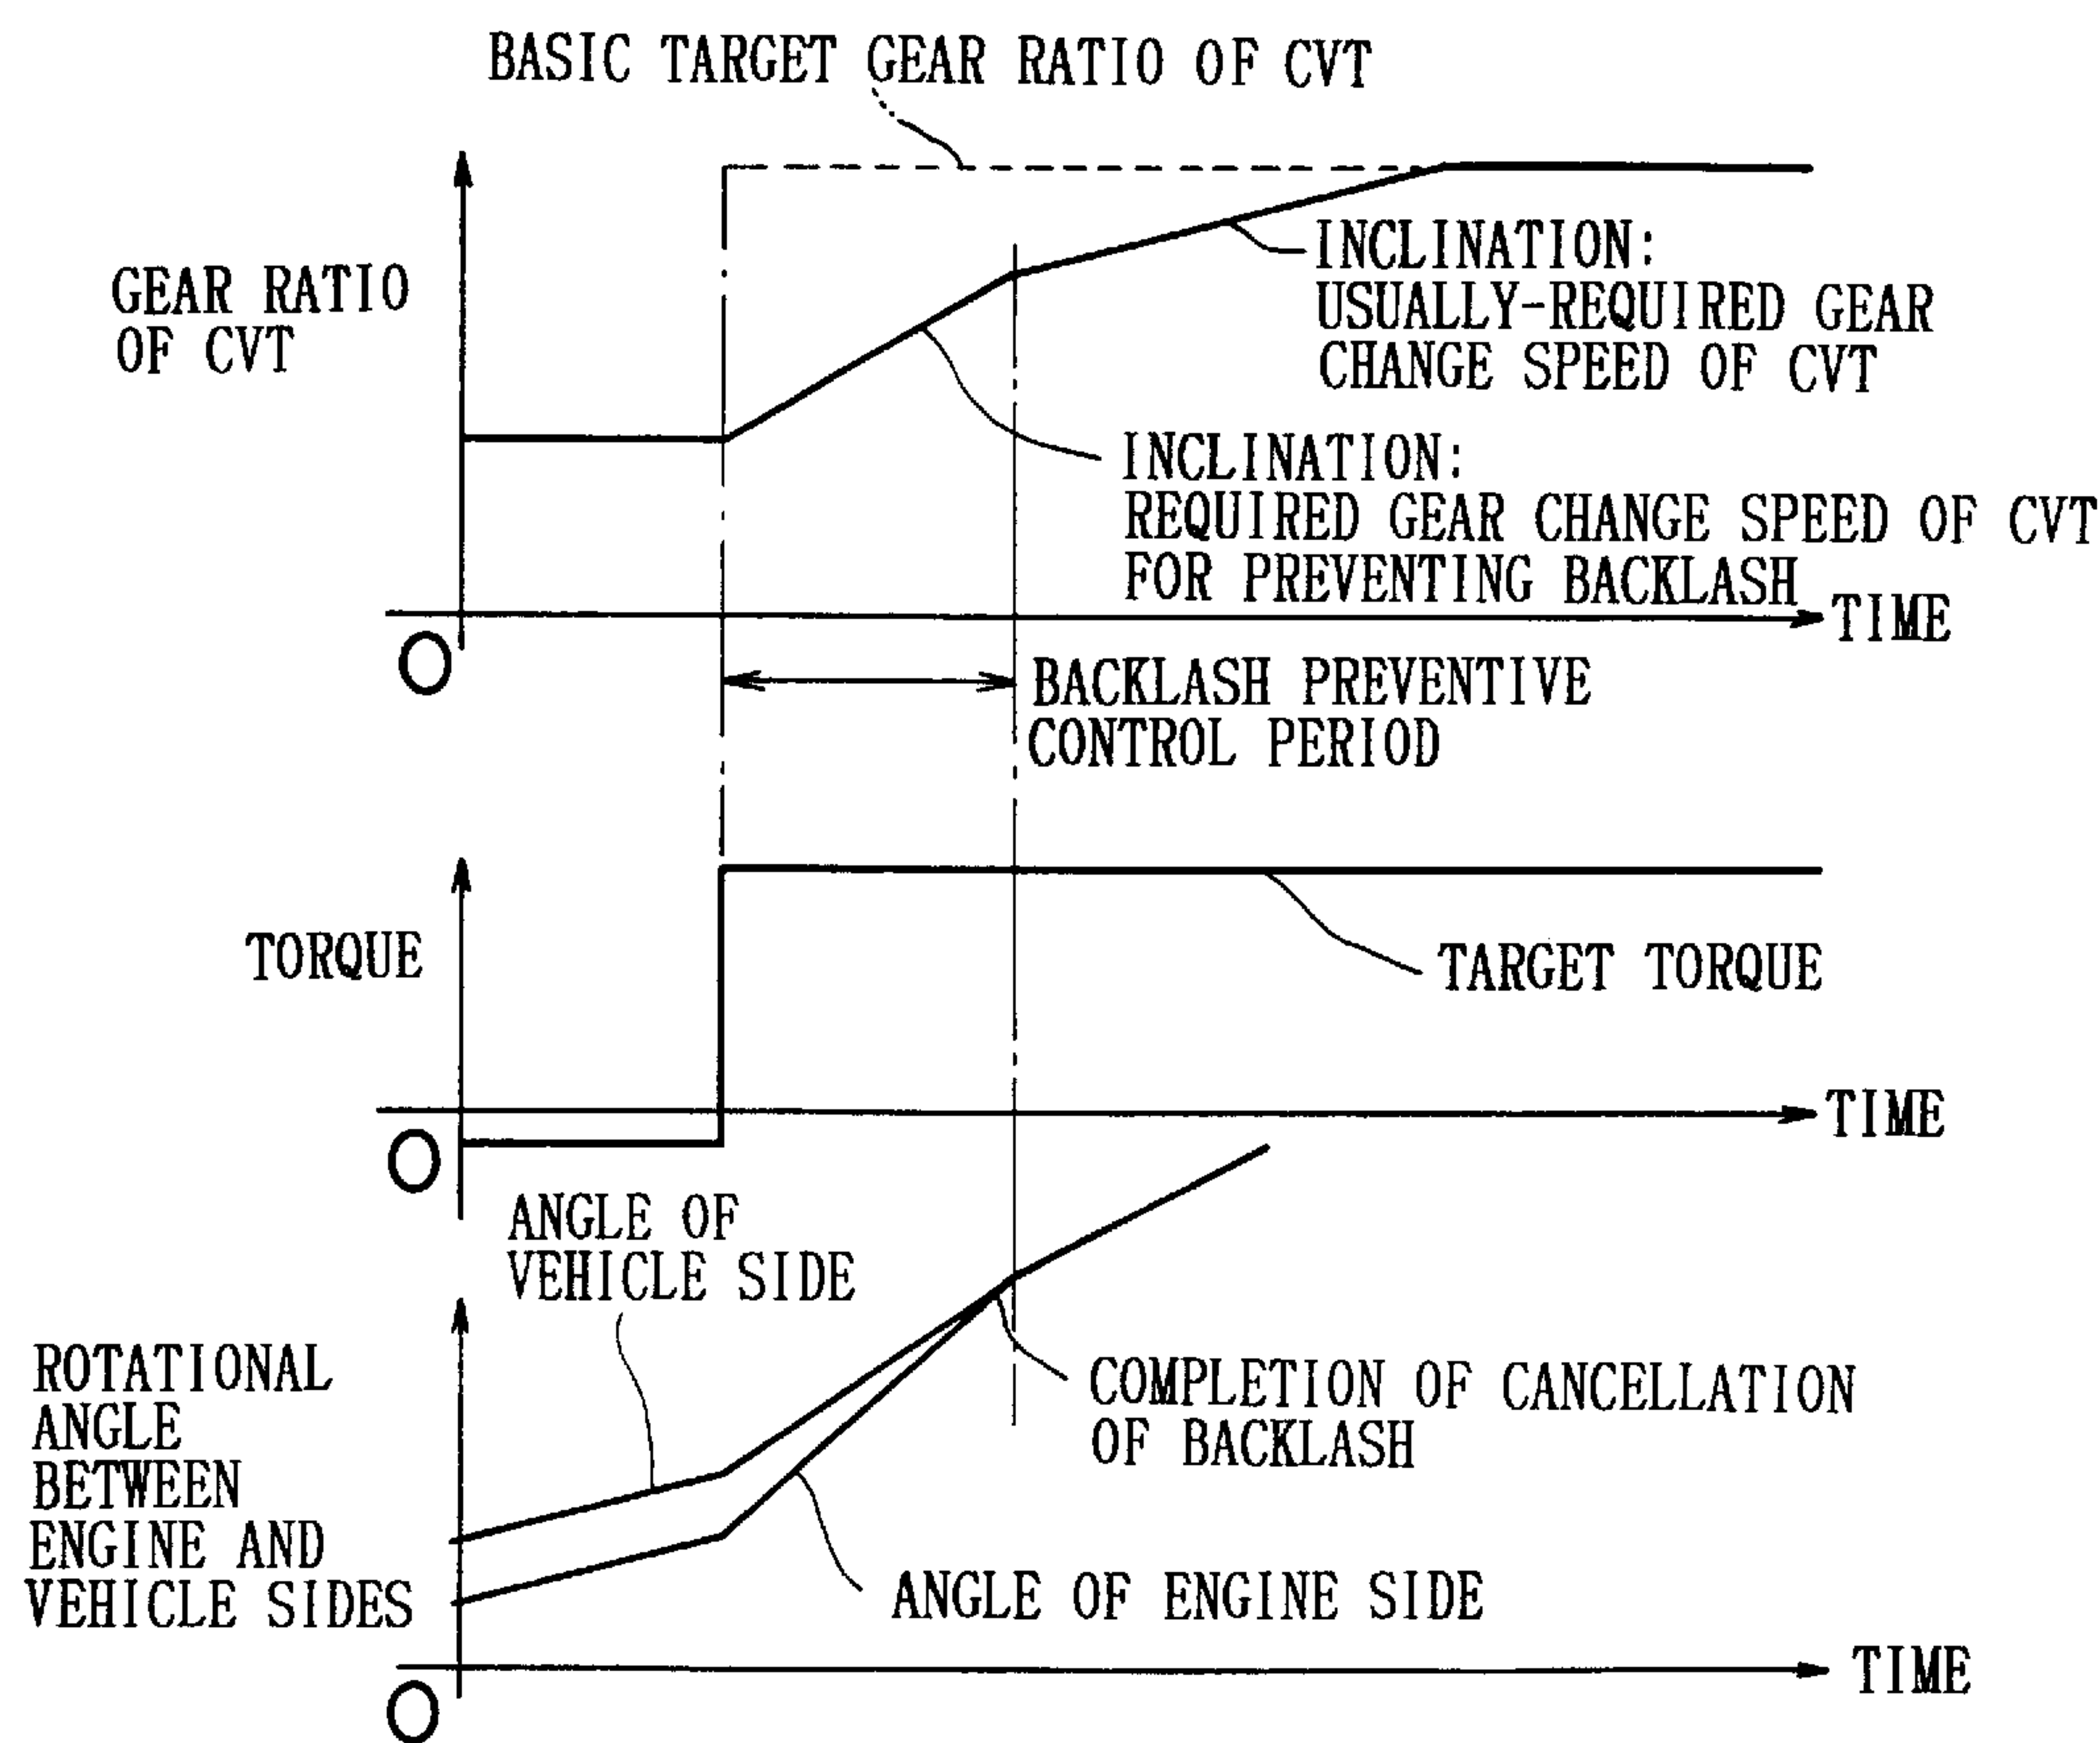 BASIC TARGET GEAR RATIO OF CVT
GEAR RATIO
OF CVT
INCLINATION:
USUALLY-REQUIRED GEAR
CHANGE SPEED OF CVT
INCLINATION:
REQUIRED GEAR CHANGE SPEED OF CVT
FOR PREVENTING BACKLASH
TIME
O
BACKLASH PREVENTIVE
CONTROL PERIOD
TORQUE
TARGET TORQUE
TIME
O
ANGLE OF
VEHICLE SIDE
ROTATIONAL
ANGLE
BETWEEN
ENGINE AND
VEHICLE SIDES
COMPLETION OF CANCELLATION
OF BACKLASH
ANGLE OF ENGINE SIDE
TIME
O